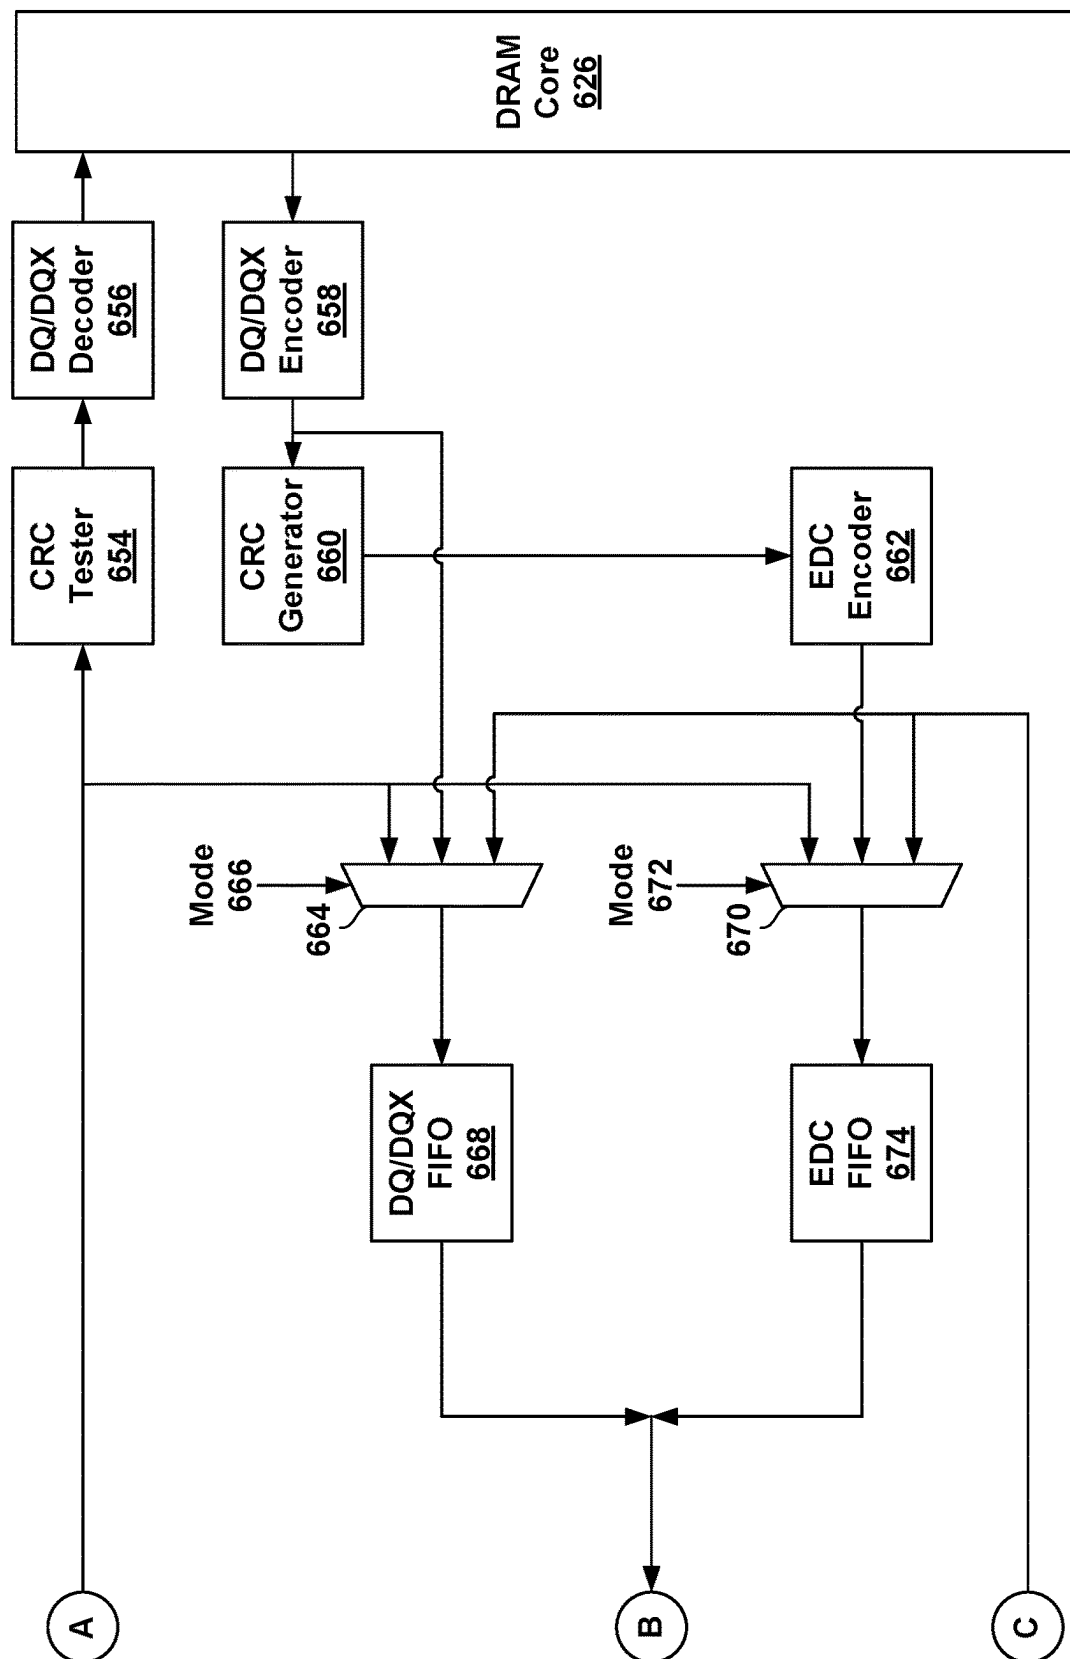 DRAM
Core
626
DQ/DQX
Decoder
656
DQ/DQX
Encoder
658
CRC
Tester
654
CRC
Generator
660
EDC
Encoder
662
Mode
666
664
Mode
672
670
DQ/DQX
FIFO
668
EDC
FIFO
674
A
B
C